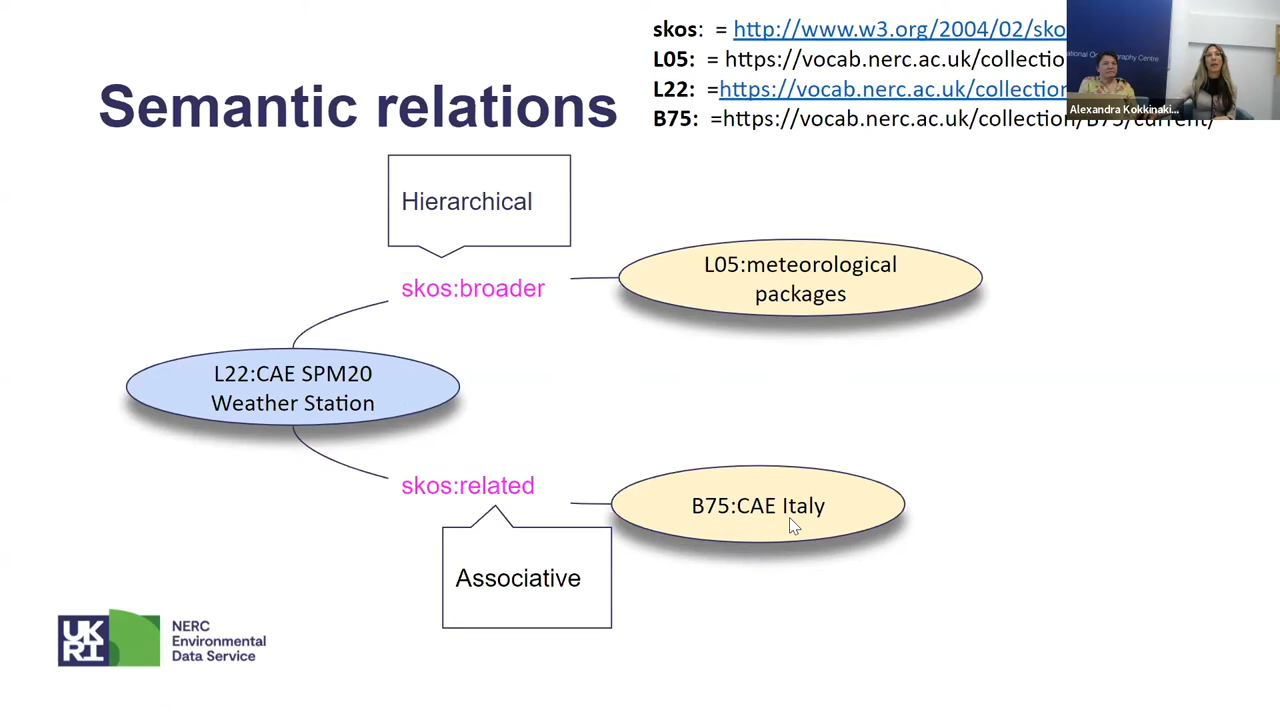 skos: = http://www.w3.org/2004/02/sko
L05: = https://vocab.nerc.ac.uk/collectio
L22: =https://vocab.nerc.ac.uk/collection
B75: =https://vocab.nerc.ac.uk/collection/B75/current/
Semantic relations
Alexandra Kokkinaki...
Hierarchical
skos:broader
L05:meteorological
packages
L22:CAE SPM20
Weather Station
skos:related
B75:CAE Italy
Associative
UK
RI
NERC
Environmental
Data Service